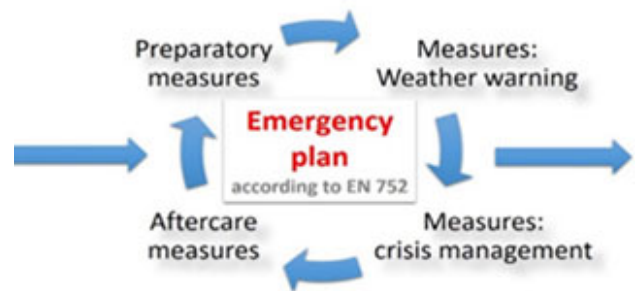 Preparatory
measures
Measures:
Weather warning
Emergency
plan
according to EN 752
Aftercare
measures
Measures:
crisis management